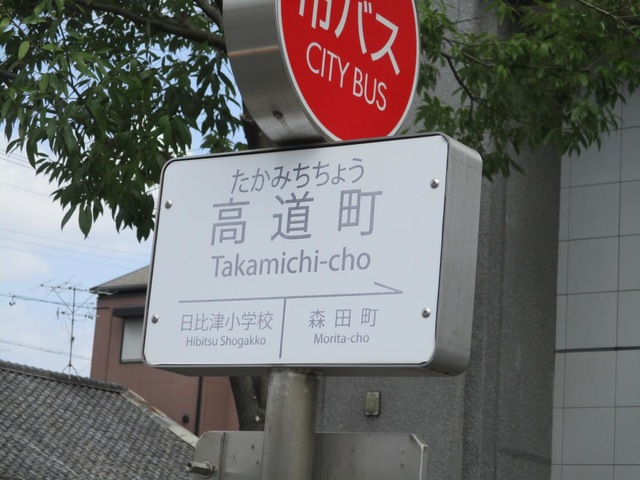 市バス
CITY BUS
たかみちちょう
高道町
Takamichi-cho
日比津小学校
Hibitsu Shogakko
森田町
Morita-cho